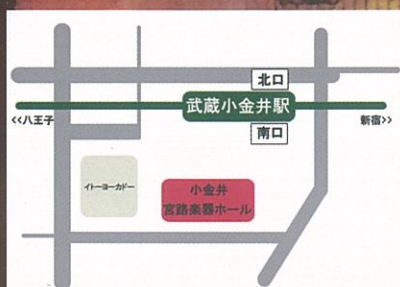 北口
武蔵小金井駅
<<八王子
新宿>>
南口
イトーヨーカドー
小金井
宮路楽器ホール